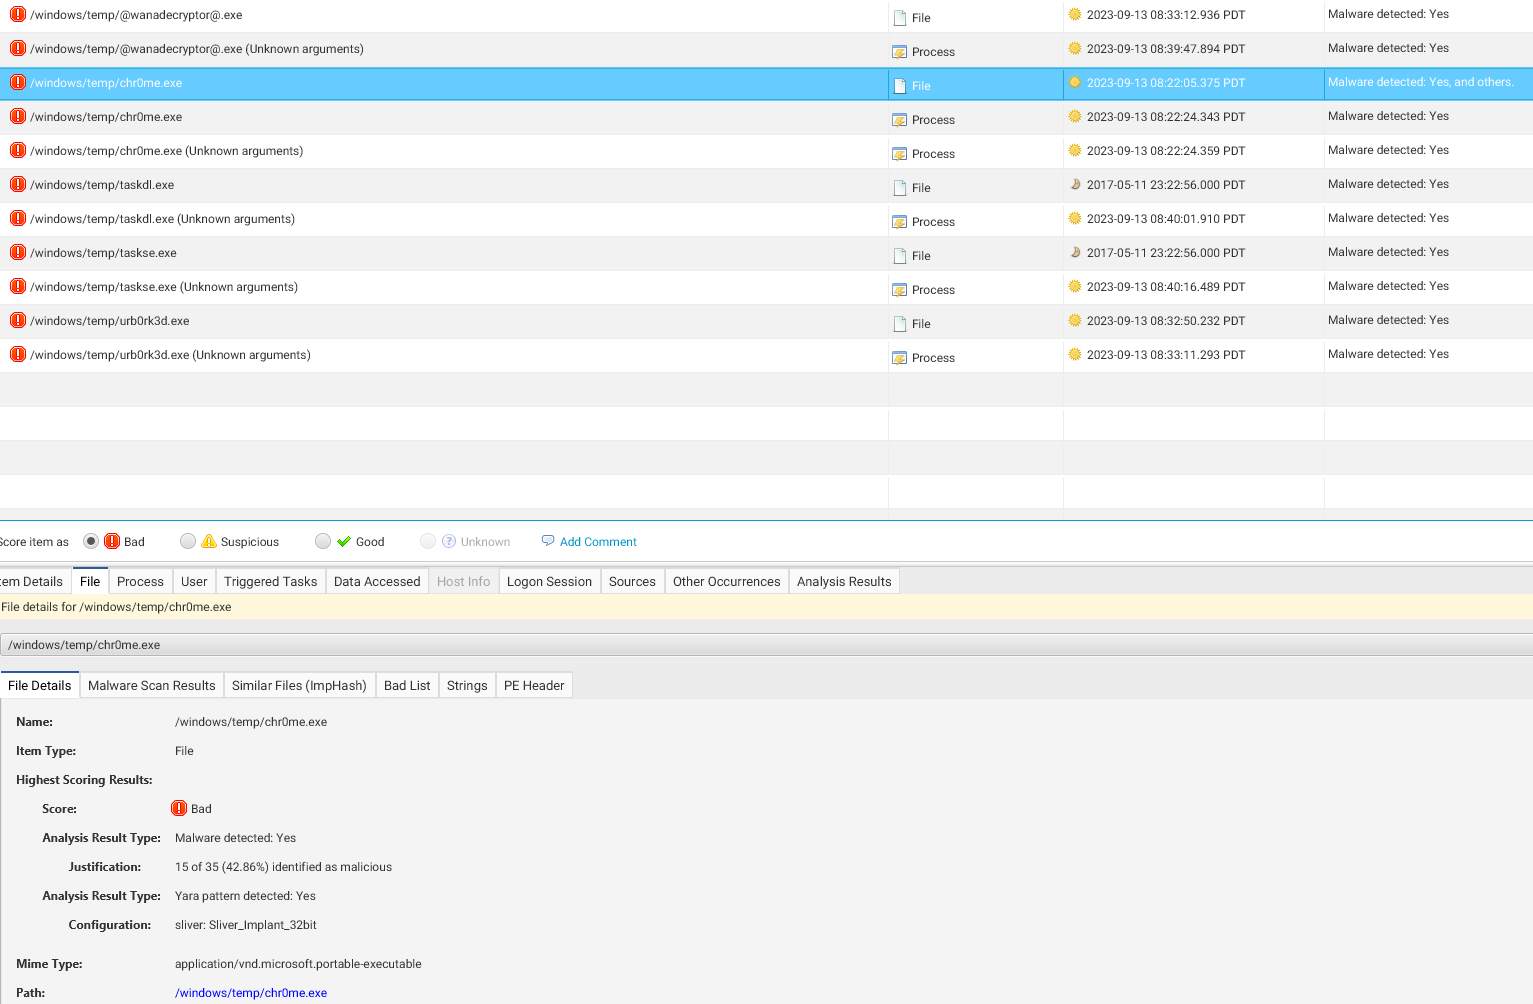 /windows/temp/@wanadecryptor@.exe File 2023-09-13 08:33:12.936 PDT Malware detected: Yes
/windows/temp/@wanadecryptor@.exe (Unknown arguments) Process 2023-09-13 08:39:47.894 PDT Malware detected: Yes
/windows/temp/chr0me.exe File 2023-09-13 08:22:05.375 PDT Malware detected: Yes, and others.
/windows/temp/chr0me.exe Process 2023-09-13 08:22:24.343 PDT Malware detected: Yes
/windows/temp/chr0me.exe (Unknown arguments) Process 2023-09-13 08:22:24.359 PDT Malware detected: Yes
/windows/temp/taskdl.exe File 2017-05-11 23:22:56.000 PDT Malware detected: Yes
/windows/temp/taskdl.exe (Unknown arguments) Process 2023-09-13 08:40:01.910 PDT Malware detected: Yes
/windows/temp/taskse.exe File 2017-05-11 23:22:56.000 PDT Malware detected: Yes
/windows/temp/taskse.exe (Unknown arguments) Process 2023-09-13 08:40:16.489 PDT Malware detected: Yes
/windows/temp/urb0rk3d.exe File 2023-09-13 08:32:50.232 PDT Malware detected: Yes
/windows/temp/urb0rk3d.exe (Unknown arguments) Process 2023-09-13 08:33:11.293 PDT Malware detected: Yes
Score item as Bad Suspicious Good Unknown Add Comment
tem Details File Process User Triggered Tasks Data Accessed Host Info Logon Session Sources Other Occurrences Analysis Results
File details for /windows/temp/chr0me.exe
/windows/temp/chr0me.exe
File Details Malware Scan Results Similar Files (ImpHash) Bad List Strings PE Header
Name: /windows/temp/chr0me.exe
Item Type: File
Highest Scoring Results:
Score: Bad
Analysis Result Type: Malware detected: Yes
Justification: 15 of 35 (42.86%) identified as malicious
Analysis Result Type: Yara pattern detected: Yes
Configuration: sliver: Sliver_Implant_32bit
Mime Type: application/vnd.microsoft.portable-executable
Path: /windows/temp/chr0me.exe